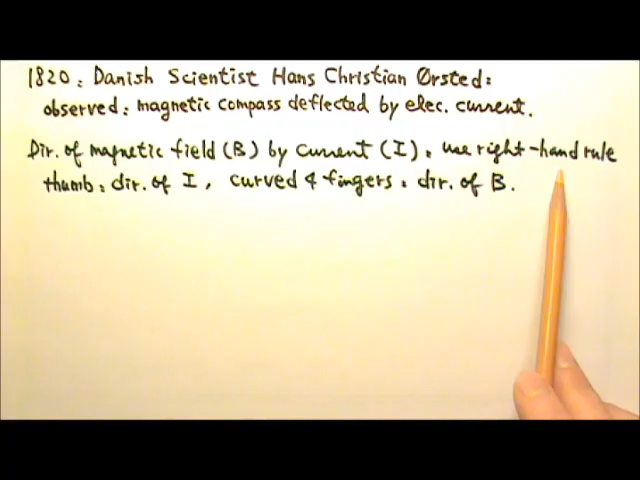 1820: Danish Scientist Hans Christian Ørsted:
observed: magnetic compass deflected by elec. current.
Dir. of magnetic field (B) by current (I): use right-hand rule
thumb: dir. of I, curved 4 fingers: dir. of B.